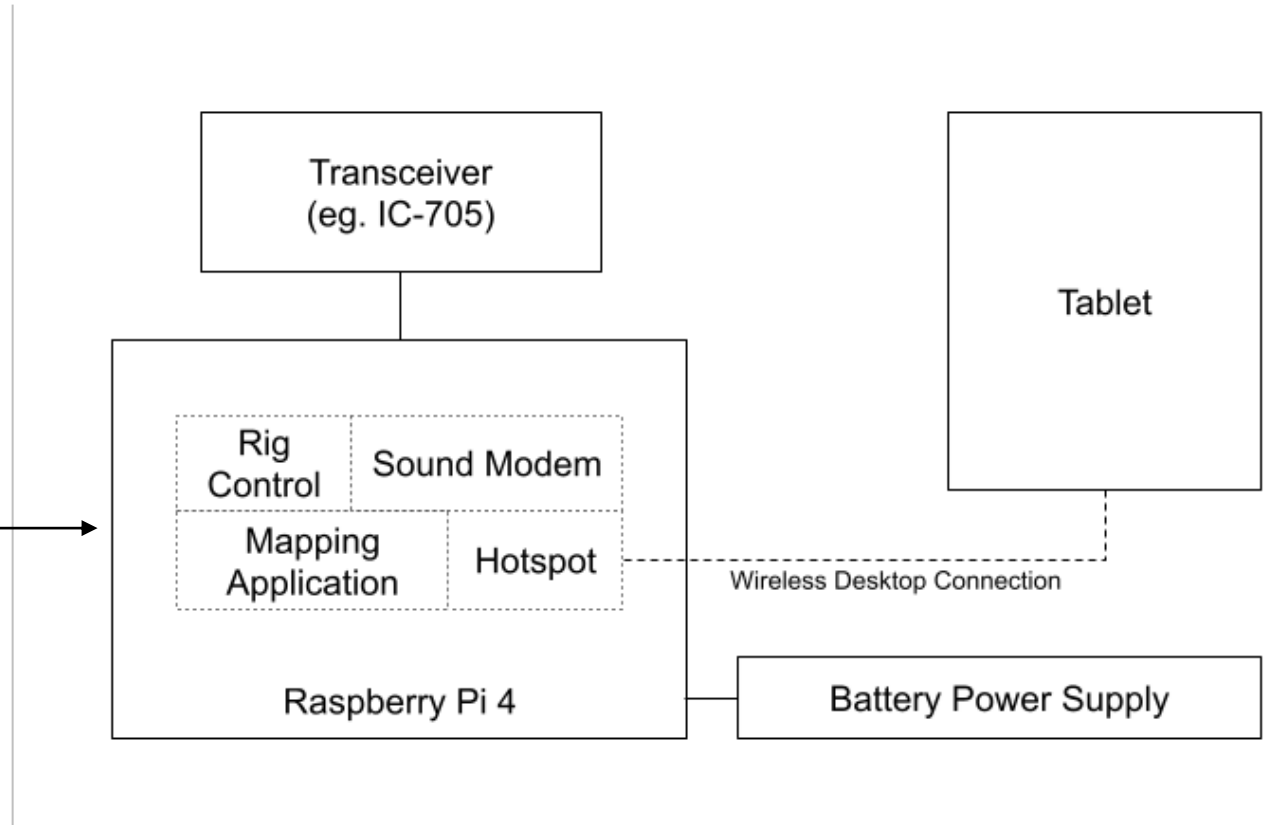 Transceiver
(eg. IC-705)
Tablet
Rig
Control
Sound Modem
Mapping
Application
Hotspot
Wireless Desktop Connection
Raspberry Pi 4
Battery Power Supply